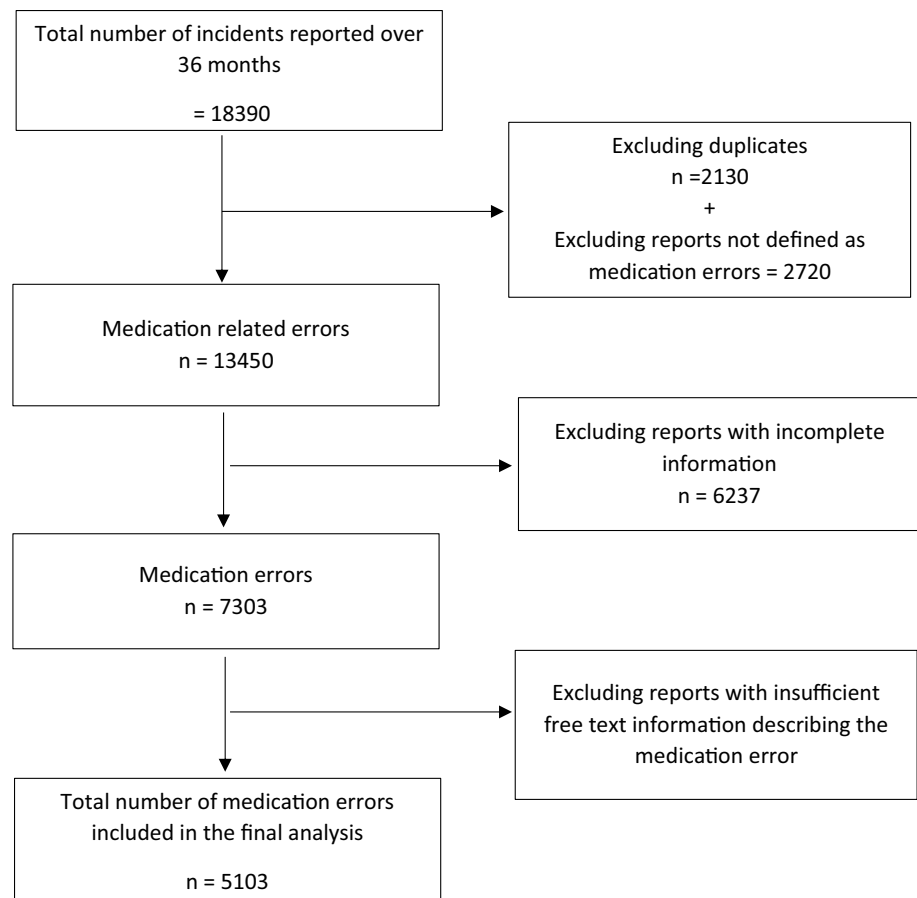 Total number of incidents reported over
36 months
= 18390
Excluding duplicates
n =2130
+
Excluding reports not defined as
medication errors = 2720
Medication related errors
n = 13450
Excluding reports with incomplete
information
n = 6237
Medication errors
n = 7303
Excluding reports with insufficient
free text information describing the
medication error
Total number of medication errors
included in the final analysis
n = 5103